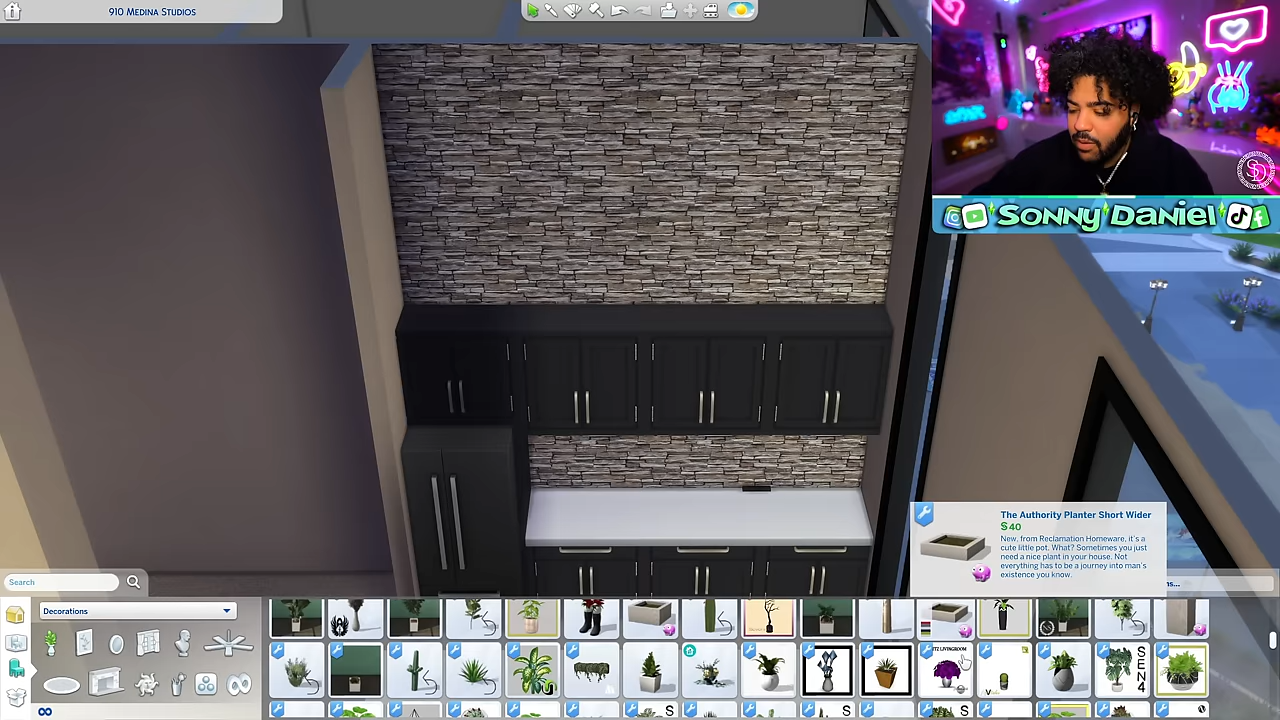 910 Medina Studios
Sonny Daniel
The Authority Planter Short Wider
§40
New, from Reclamation Homeware, it's a
cute little pot. What? Sometimes you just
need a nice plant in your house. Not
everything has to be a journey into man's
existence you know.
Search
Decorations